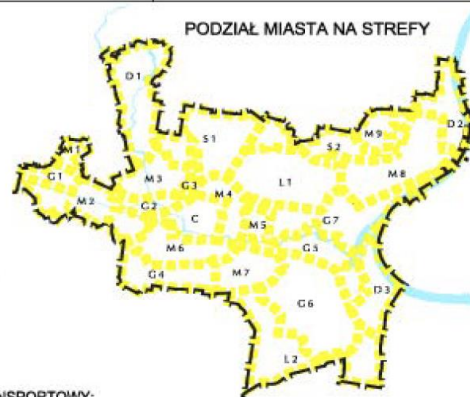 PODZIAŁ MIASTA NA STREFY
D1
D2
M1
S1
S2
M9
G1
M3
G3
M4
L1
M8
M2
G2
C
M5
G7
M6
G5
G4
M7
D3
G6
L2
NSPORTOWY: